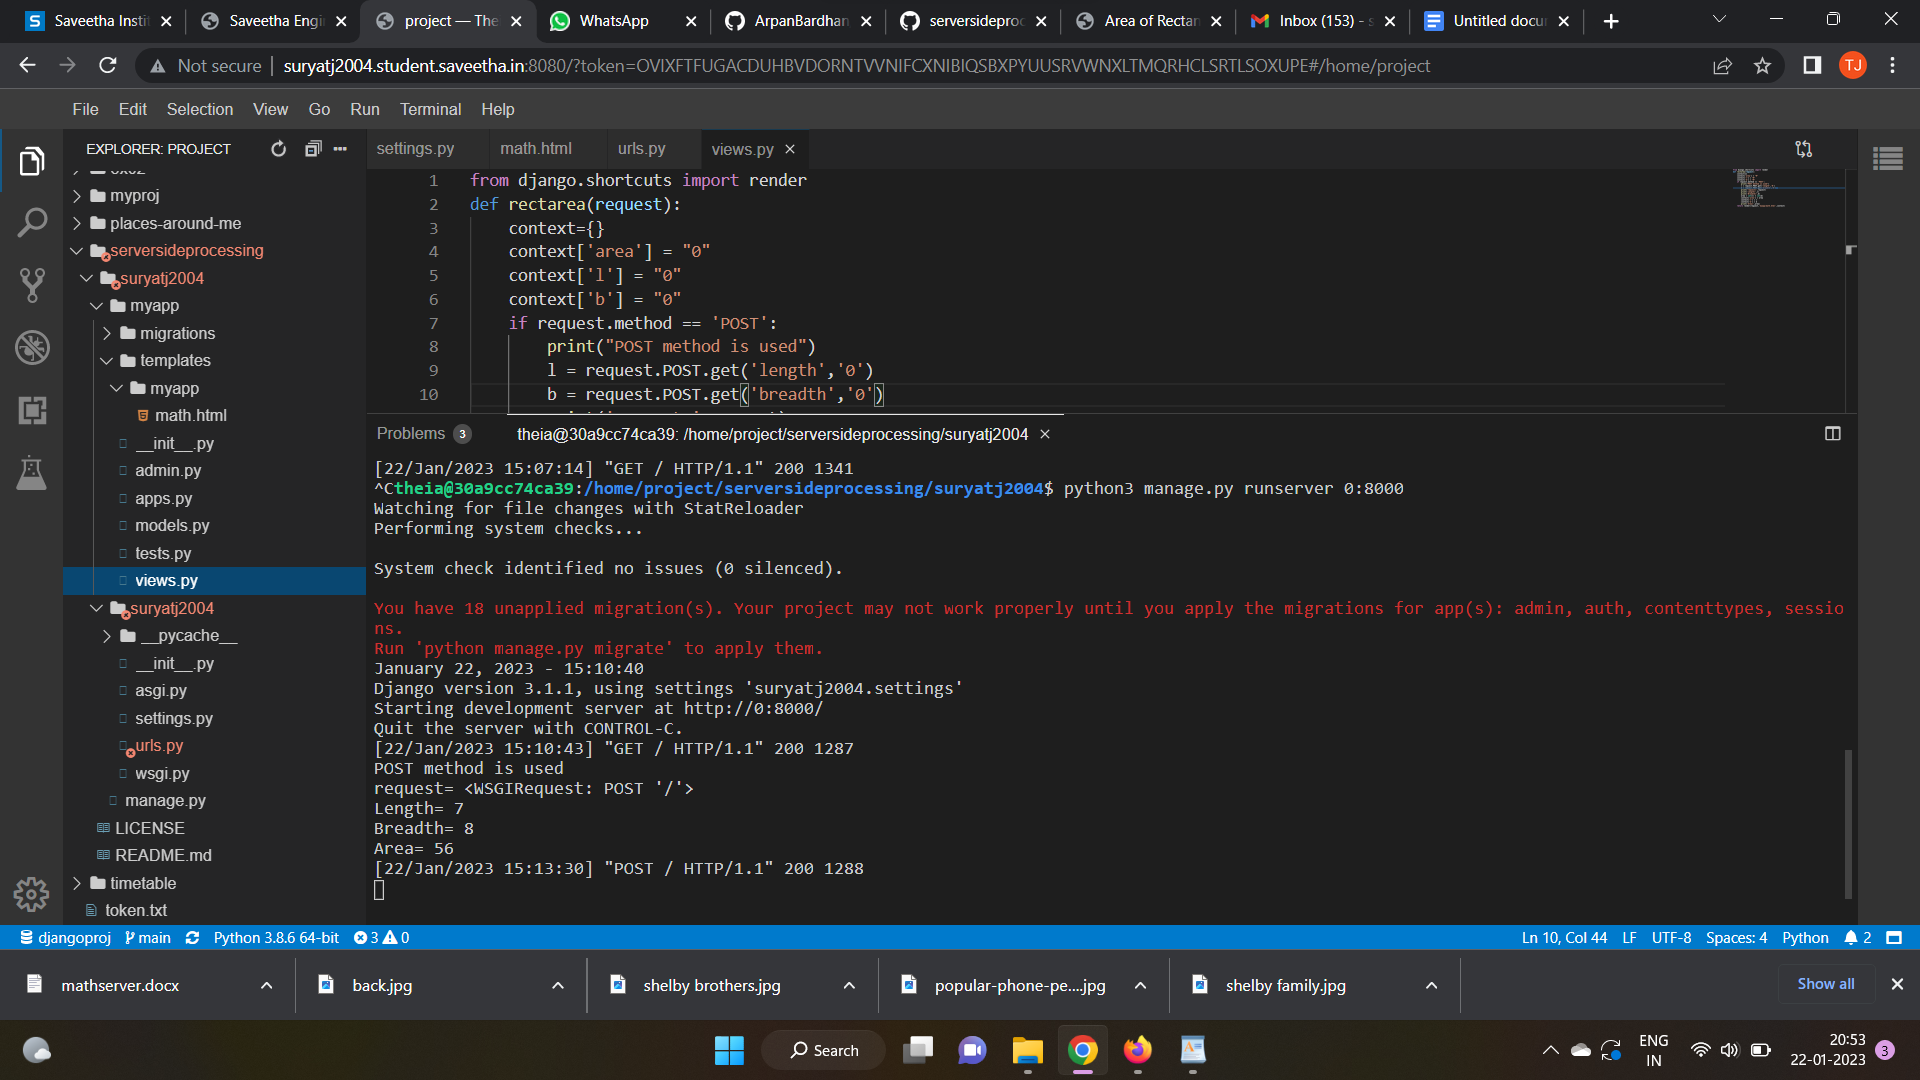 Saveetha Insti
Saveetha Engi
project — The
WhatsApp
ArpanBardhan
serversideproc
Area of Rectan
Inbox (153) - s
Untitled docu
Not secure
suryatj2004.student.saveetha.in:8080/?token=OVIXFTFUGACDUHBVDORNTVVNIFCXNIBIQSBXPYUUSRVWNXLTMQRHCLSRTLSOXUPE#/home/project
TJ
File Edit Selection View Go Run Terminal Help
EXPLORER: PROJECT
myproj
places-around-me
serversideprocessing
suryatj2004
myapp
migrations
templates
myapp
math.html
__init__.py
admin.py
apps.py
models.py
tests.py
views.py
suryatj2004
__pycache__
__init__.py
asgi.py
settings.py
urls.py
wsgi.py
manage.py
LICENSE
README.md
timetable
token.txt
settings.py math.html urls.py views.py
1 from django.shortcuts import render
2 def rectarea(request):
3 context={}
4 context['area'] = "0"
5 context['l'] = "0"
6 context['b'] = "0"
7 if request.method == 'POST':
8 print("POST method is used")
9 l = request.POST.get('length','0')
10 b = request.POST.get('breadth','0')
Problems 3 theia@30a9cc74ca39: /home/project/serversideprocessing/suryatj2004
[22/Jan/2023 15:07:14] "GET / HTTP/1.1" 200 1341
^Ctheia@30a9cc74ca39:/home/project/serversideprocessing/suryatj2004$ python3 manage.py runserver 0:8000
Watching for file changes with StatReloader
Performing system checks...
System check identified no issues (0 silenced).
You have 18 unapplied migration(s). Your project may not work properly until you apply the migrations for app(s): admin, auth, contenttypes, sessio
ns.
Run 'python manage.py migrate' to apply them.
January 22, 2023 - 15:10:40
Django version 3.1.1, using settings 'suryatj2004.settings'
Starting development server at http://0:8000/
Quit the server with CONTROL-C.
[22/Jan/2023 15:10:43] "GET / HTTP/1.1" 200 1287
POST method is used
request= <WSGIRequest: POST '/'>
Length= 7
Breadth= 8
Area= 56
[22/Jan/2023 15:13:30] "POST / HTTP/1.1" 200 1288
djangoproj main Python 3.8.6 64-bit 3 0
Ln 10, Col 44 LF UTF-8 Spaces: 4 Python 2
mathserver.docx
back.jpg
shelby brothers.jpg
popular-phone-pe....jpg
shelby family.jpg
Show all
Search
ENG
IN
20:53
22-01-2023
3